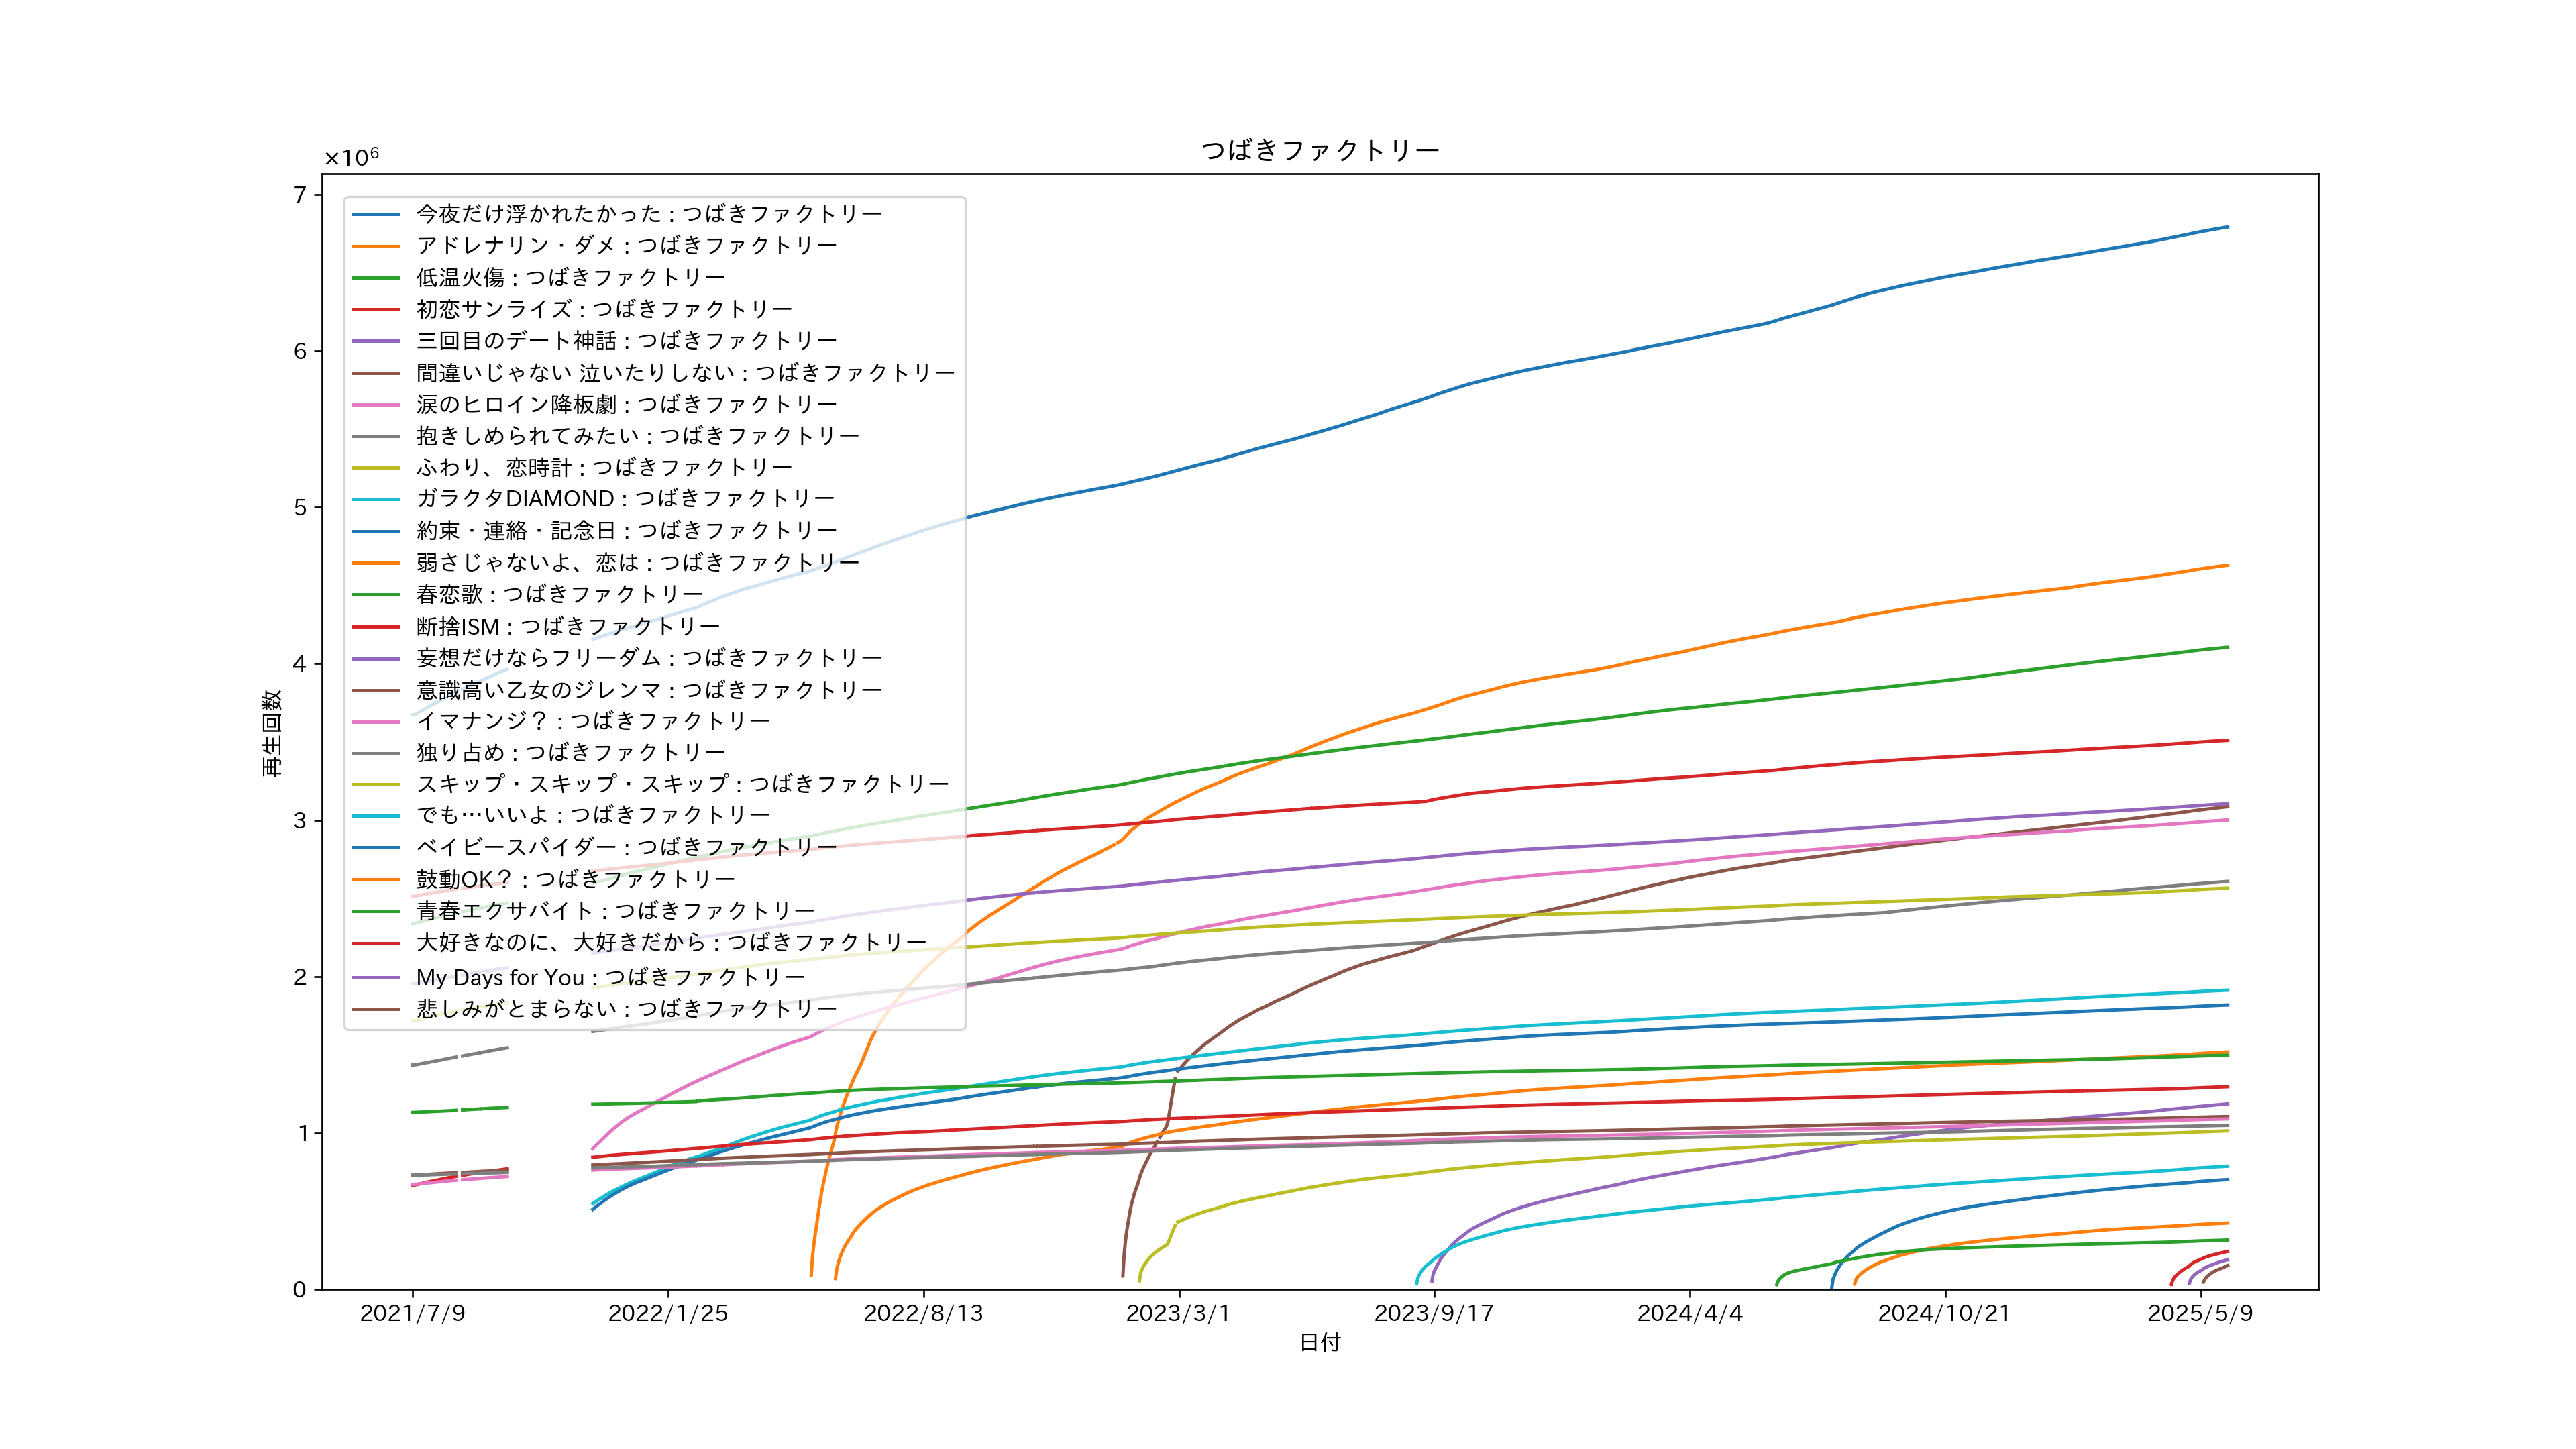 つばきファクトリー
×10⁶
7
6
5
4
3
2
1
0
再生回数
今夜だけ浮かれたかった : つばきファクトリー
アドレナリン・ダメ : つばきファクトリー
低温火傷 : つばきファクトリー
初恋サンライズ : つばきファクトリー
三回目のデート神話 : つばきファクトリー
間違いじゃない 泣いたりしない : つばきファクトリー
涙のヒロイン降板劇 : つばきファクトリー
抱きしめられてみたい : つばきファクトリー
ふわり、恋時計 : つばきファクトリー
ガラクタDIAMOND : つばきファクトリー
約束・連絡・記念日 : つばきファクトリー
弱さじゃないよ、恋は : つばきファクトリー
春恋歌 : つばきファクトリー
断捨ISM : つばきファクトリー
妄想だけならフリーダム : つばきファクトリー
意識高い乙女のジレンマ : つばきファクトリー
イマナンジ？ : つばきファクトリー
独り占め : つばきファクトリー
スキップ・スキップ・スキップ : つばきファクトリー
でも…いいよ : つばきファクトリー
ベイビースパイダー : つばきファクトリー
鼓動OK？ : つばきファクトリー
青春エクサバイト : つばきファクトリー
大好きなのに、大好きだから : つばきファクトリー
My Days for You : つばきファクトリー
悲しみがとまらない : つばきファクトリー
2021/7/9 2022/1/25 2022/8/13 2023/3/1 2023/9/17 2024/4/4 2024/10/21 2025/5/9
日付